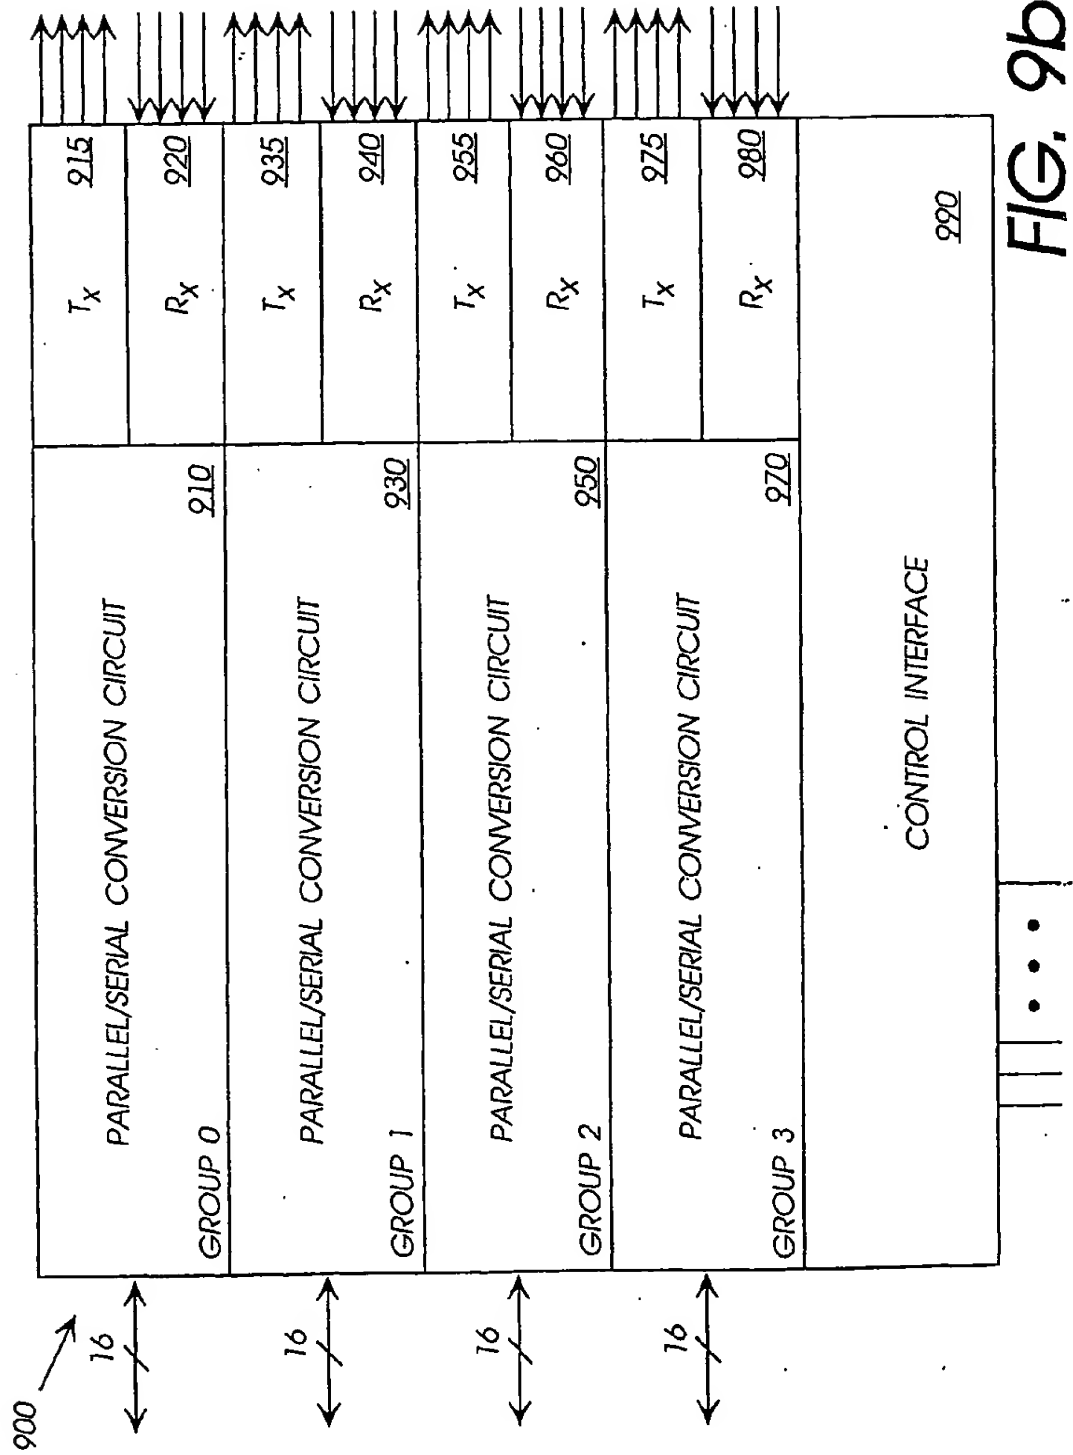 900
16
PARALLEL/SERIAL CONVERSION CIRCUIT
GROUP 0
910
Tx
915
Rx
920
16
PARALLEL/SERIAL CONVERSION CIRCUIT
GROUP 1
930
Tx
935
Rx
940
16
PARALLEL/SERIAL CONVERSION CIRCUIT
GROUP 2
950
Tx
955
Rx
960
16
PARALLEL/SERIAL CONVERSION CIRCUIT
GROUP 3
970
Tx
975
Rx
980
CONTROL INTERFACE
990
FIG. 9b